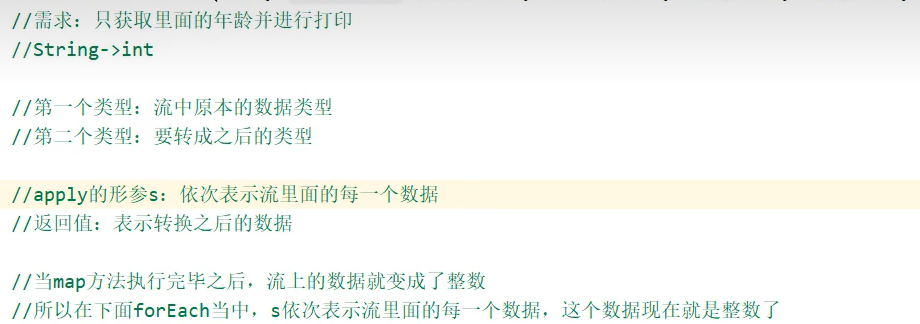 //需求：只获取里面的年龄并进行打印
//String->int
//第一个类型：流中原本的数据类型
//第二个类型：要转成之后的类型
//apply的形参s：依次表示流里面的每一个数据
//返回值：表示转换之后的数据
//当map方法执行完毕之后，流上的数据就变成了整数
//所以在下面forEach当中，s依次表示流里面的每一个数据，这个数据现在就是整数了